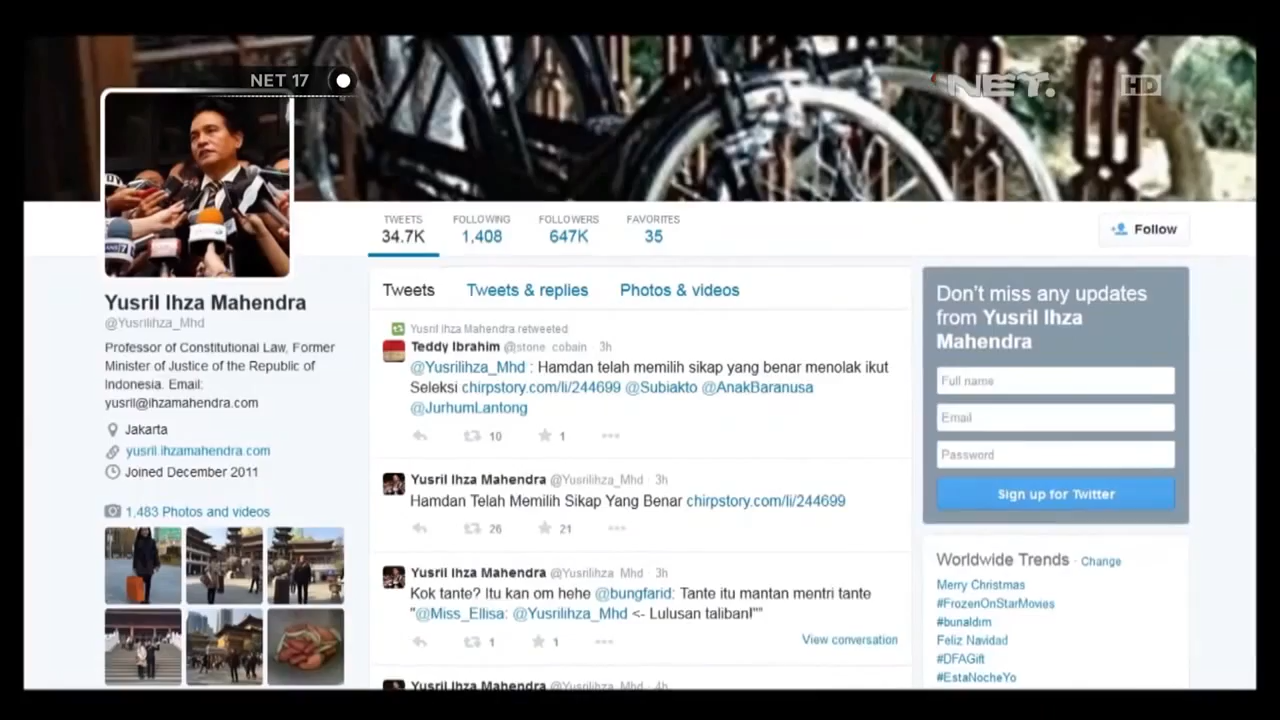 NET 17
NET.
HD
TWEETS
34.7K
FOLLOWING
1,408
FOLLOWERS
647K
FAVORITES
35
Follow
Yusril Ihza Mahendra
@Yusrilihza_Mhd
Professor of Constitutional Law, Former
Minister of Justice of the Republic of
Indonesia. Email:
yusril@ihzamahendra.com
Jakarta
yusril.ihzamahendra.com
Joined December 2011
1,483 Photos and videos
Tweets
Tweets & replies
Photos & videos
Yusril Ihza Mahendra retweeted
Teddy Ibrahim @stone_cobain · 3h
@Yusrilihza_Mhd : Hamdan telah memilih sikap yang benar menolak ikut
Seleksi chirpstory.com/li/244699 @Subiakto @AnakBaranusa
@JurhumLantong
10
1
Yusril Ihza Mahendra @Yusrilihza_Mhd · 3h
Hamdan Telah Memilih Sikap Yang Benar chirpstory.com/li/244699
26
21
Yusril Ihza Mahendra @Yusrilihza_Mhd · 3h
Kok tante? Itu kan om hehe @bungfarid: Tante itu mantan mentri tante
"@Miss_Ellisa: @Yusrilihza_Mhd <- Lulusan taliban!""
1
1
View conversation
Yusril Ihza Mahendra @Yusrilihza_Mhd · 4h
Don't miss any updates
from Yusril Ihza
Mahendra
Full name
Email
Password
Sign up for Twitter
Worldwide Trends · Change
Merry Christmas
#FrozenOnStarMovies
#bunaldım
Feliz Navidad
#DFAGift
#EstaNocheYo